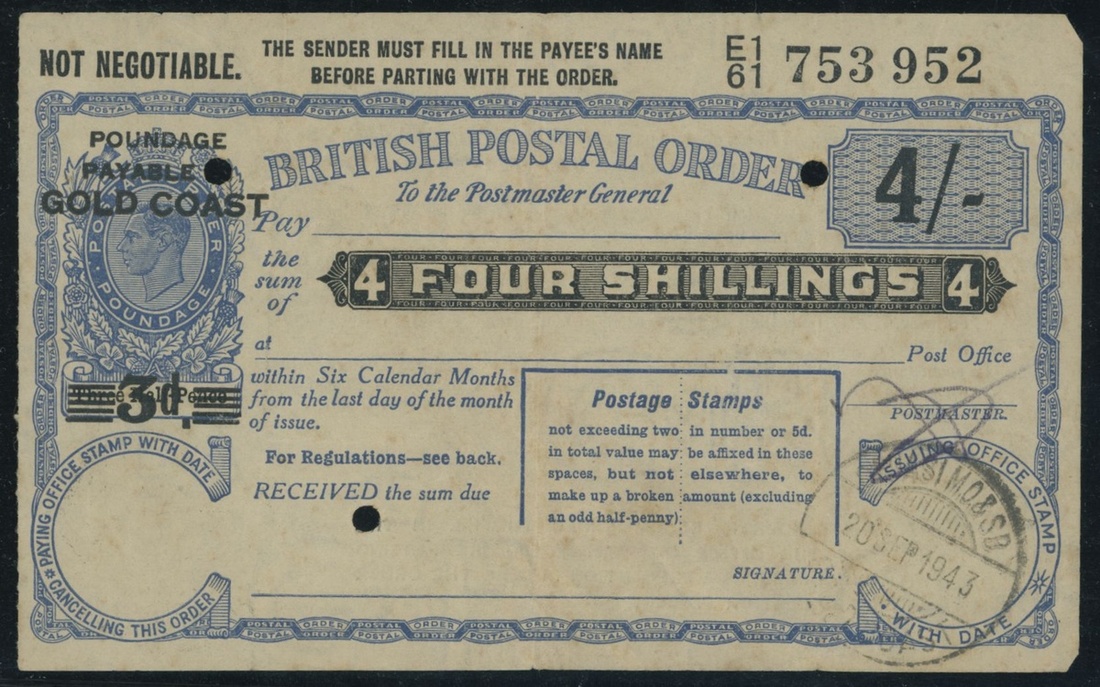 NOT NEGOTIABLE.
THE SENDER MUST FILL IN THE PAYEE'S NAME
BEFORE PARTING WITH THE ORDER.
E1
61 753 952
POUNDAGE
PAYABLE
GOLD COAST
POSTAL ORDER
POUNDAGE
BRITISH POSTAL ORDER
To the Postmaster General
4/-
Pay
the
sum
of
4 FOUR SHILLINGS 4
at
Post Office
Three Half-Pence
3d
within Six Calendar Months
from the last day of the month
of issue.
For Regulations—see back.
RECEIVED the sum due
Postage Stamps
not exceeding two in number or 5d.
in total value may be affixed in these
spaces, but not elsewhere, to
make up a broken amount (excluding
an odd half-penny)
POSTMASTER.
SIGNATURE.
PAYING OFFICE STAMP WITH DATE
CANCELLING THIS ORDER
ISSUING OFFICE STAMP
WITH DATE
20 SEP 1943